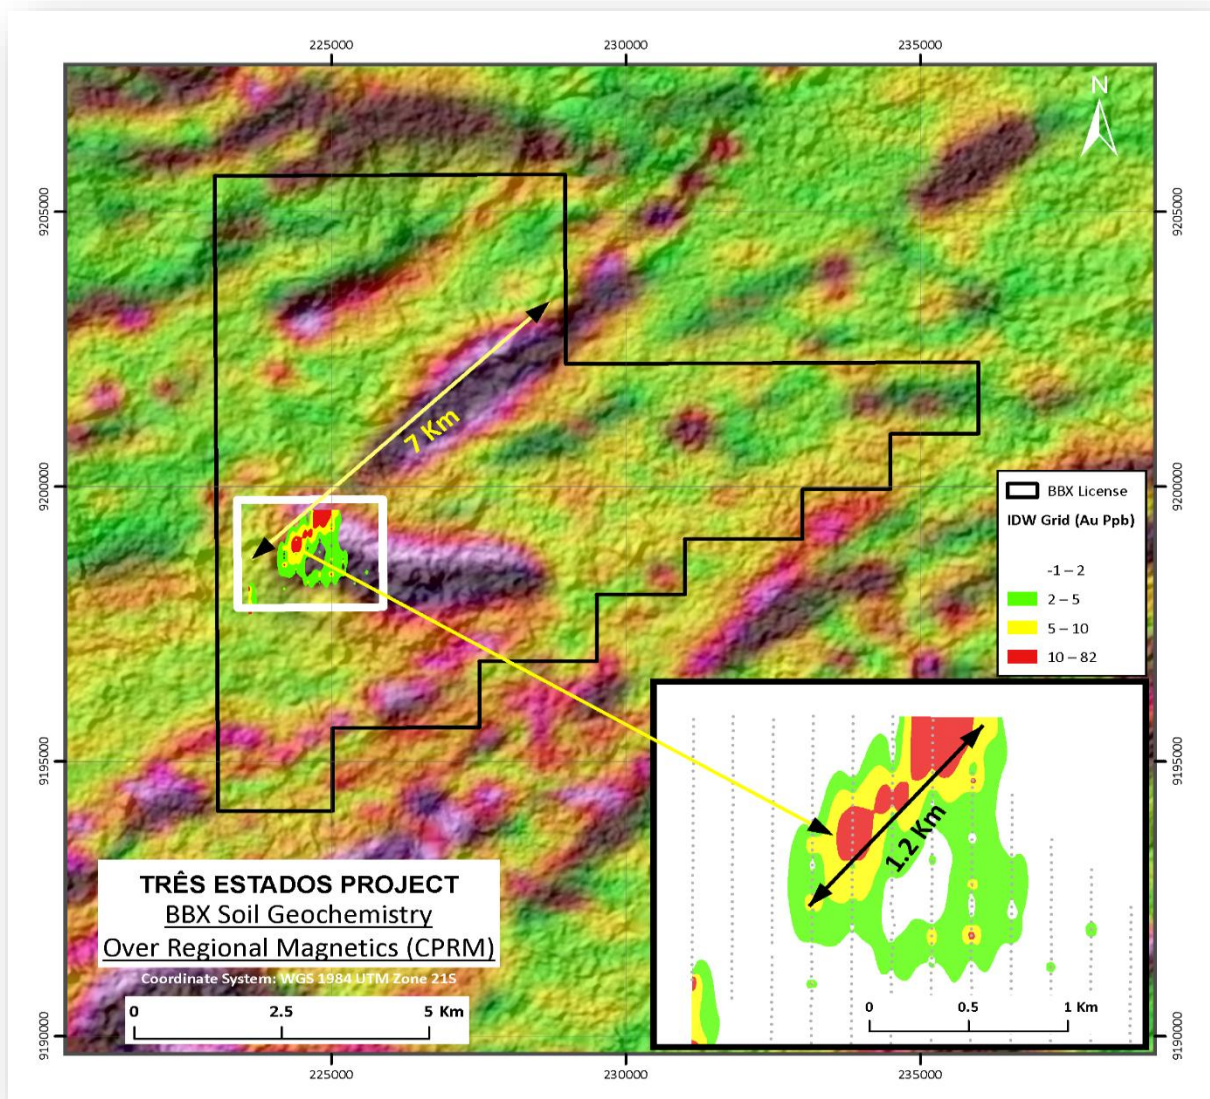 225000
230000
235000
N
9205000
9205000
7 Km
9200000
9200000
BBX License
IDW Grid (Au Ppb)
-1 – 2
2 – 5
5 – 10
10 – 82
9195000
9195000
1.2 Km
TRÊS ESTADOS PROJECT
BBX Soil Geochemistry
Over Regional Magnetics (CPRM)
Coordinate System: WGS 1984 UTM Zone 21S
0 2.5 5 Km
0 0.5 1 Km
9190000
9190000
225000
230000
235000